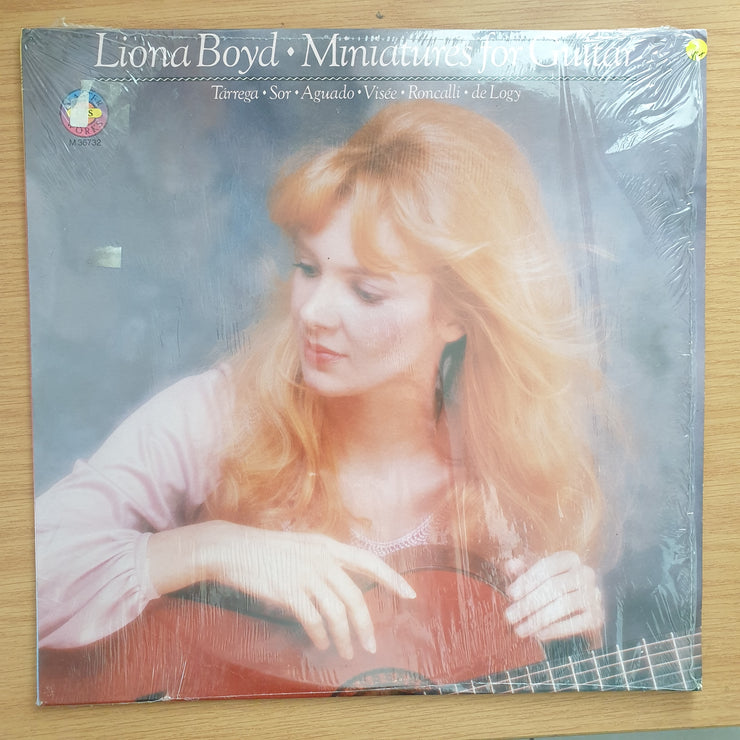 Liona Boyd • Miniatures for Guitar
Tárrega • Sor • Aguado • Visée • Roncalli • de Logy
M 36732